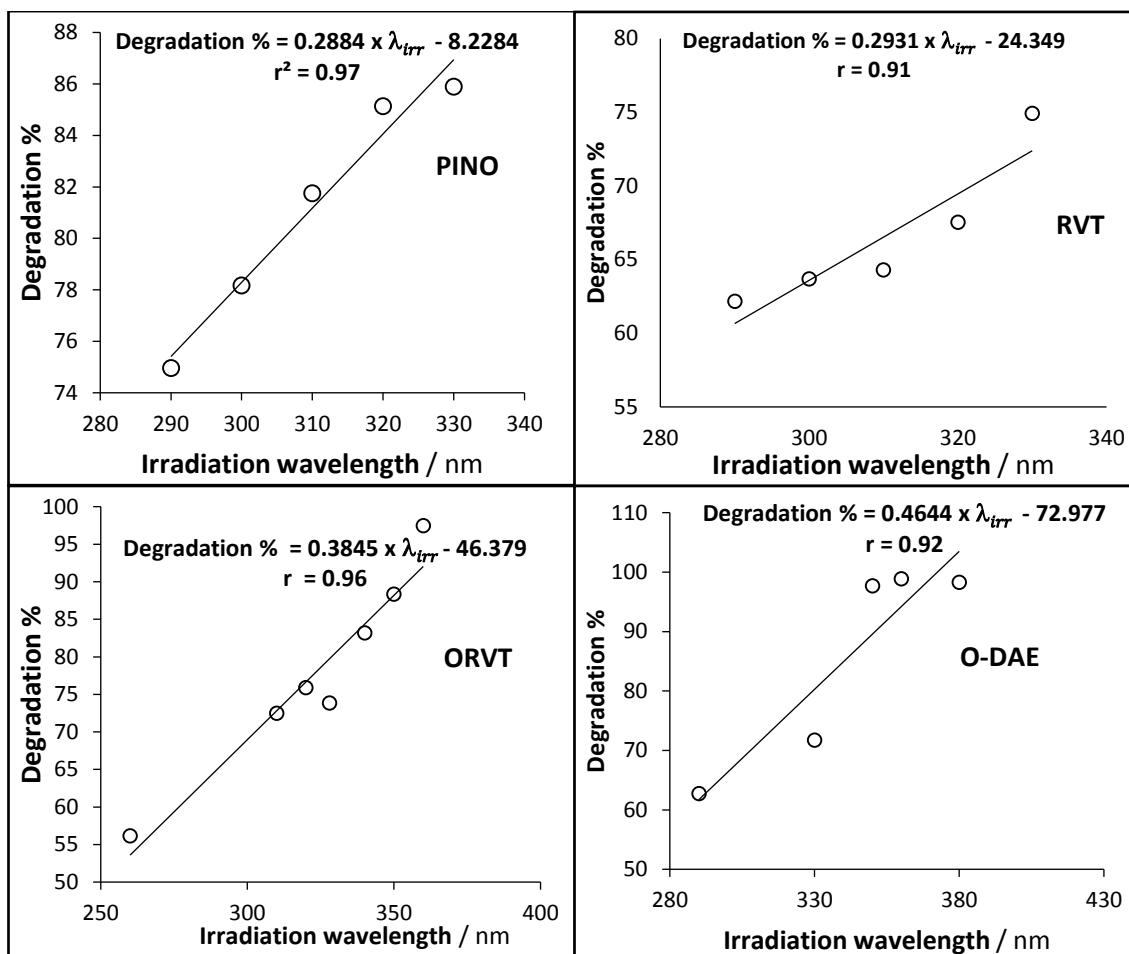 Degradation % = 0.2884 x λirr - 8.2284
r² = 0.97
PINO
Degradation %
88
86
84
82
80
78
76
74
280 290 300 310 320 330 340
Irradiation wavelength / nm
Degradation % = 0.2931 x λirr - 24.349
r = 0.91
RVT
Degradation %
80
75
70
65
60
55
280 300 320 340
Irradiation wavelength / nm
Degradation % = 0.3845 x λirr - 46.379
r = 0.96
ORVT
Degradation %
100
95
90
85
80
75
70
65
60
55
50
250 300 350 400
Irradiation wavelength / nm
Degradation % = 0.4644 x λirr - 72.977
r = 0.92
O-DAE
Degradation %
110
100
90
80
70
60
50
280 330 380 430
Irradiation wavelength / nm